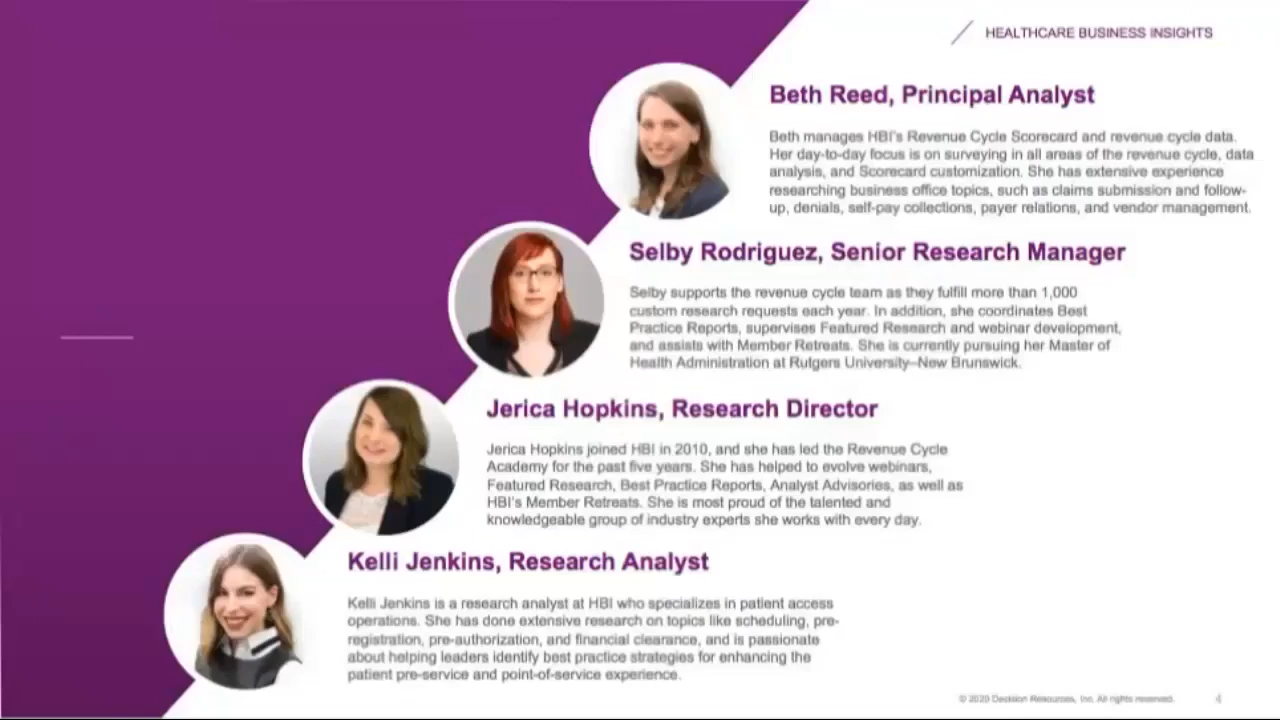 HEALTHCARE BUSINESS INSIGHTS
Beth Reed, Principal Analyst
Beth manages HBI's Revenue Cycle Scorecard and revenue cycle data.
Her day-to-day focus is on surveying in all areas of the revenue cycle, data
analysis, and Scorecard customization. She has extensive experience
researching business office topics, such as claims submission and follow-
up, denials, self-pay collections, payer relations, and vendor management.
Selby Rodriguez, Senior Research Manager
Selby supports the revenue cycle team as they fulfill more than 1,000
custom research requests each year. In addition, she coordinates Best
Practice Reports, supervises Featured Research and webinar development,
and assists with Member Retreats. She is currently pursuing her Master of
Health Administration at Rutgers University–New Brunswick.
Jerica Hopkins, Research Director
Jerica Hopkins joined HBI in 2010, and she has led the Revenue Cycle
Academy for the past five years. She has helped to evolve webinars,
Featured Research, Best Practice Reports, Analyst Advisories, as well as
HBI's Member Retreats. She is most proud of the talented and
knowledgeable group of industry experts she works with every day.
Kelli Jenkins, Research Analyst
Kelli Jenkins is a research analyst at HBI who specializes in patient access
operations. She has done extensive research on topics like scheduling, pre-
registration, pre-authorization, and financial clearance, and is passionate
about helping leaders identify best practice strategies for enhancing the
patient pre-service and point-of-service experience.
© 2020 Decision Resources, Inc. All rights reserved. 4